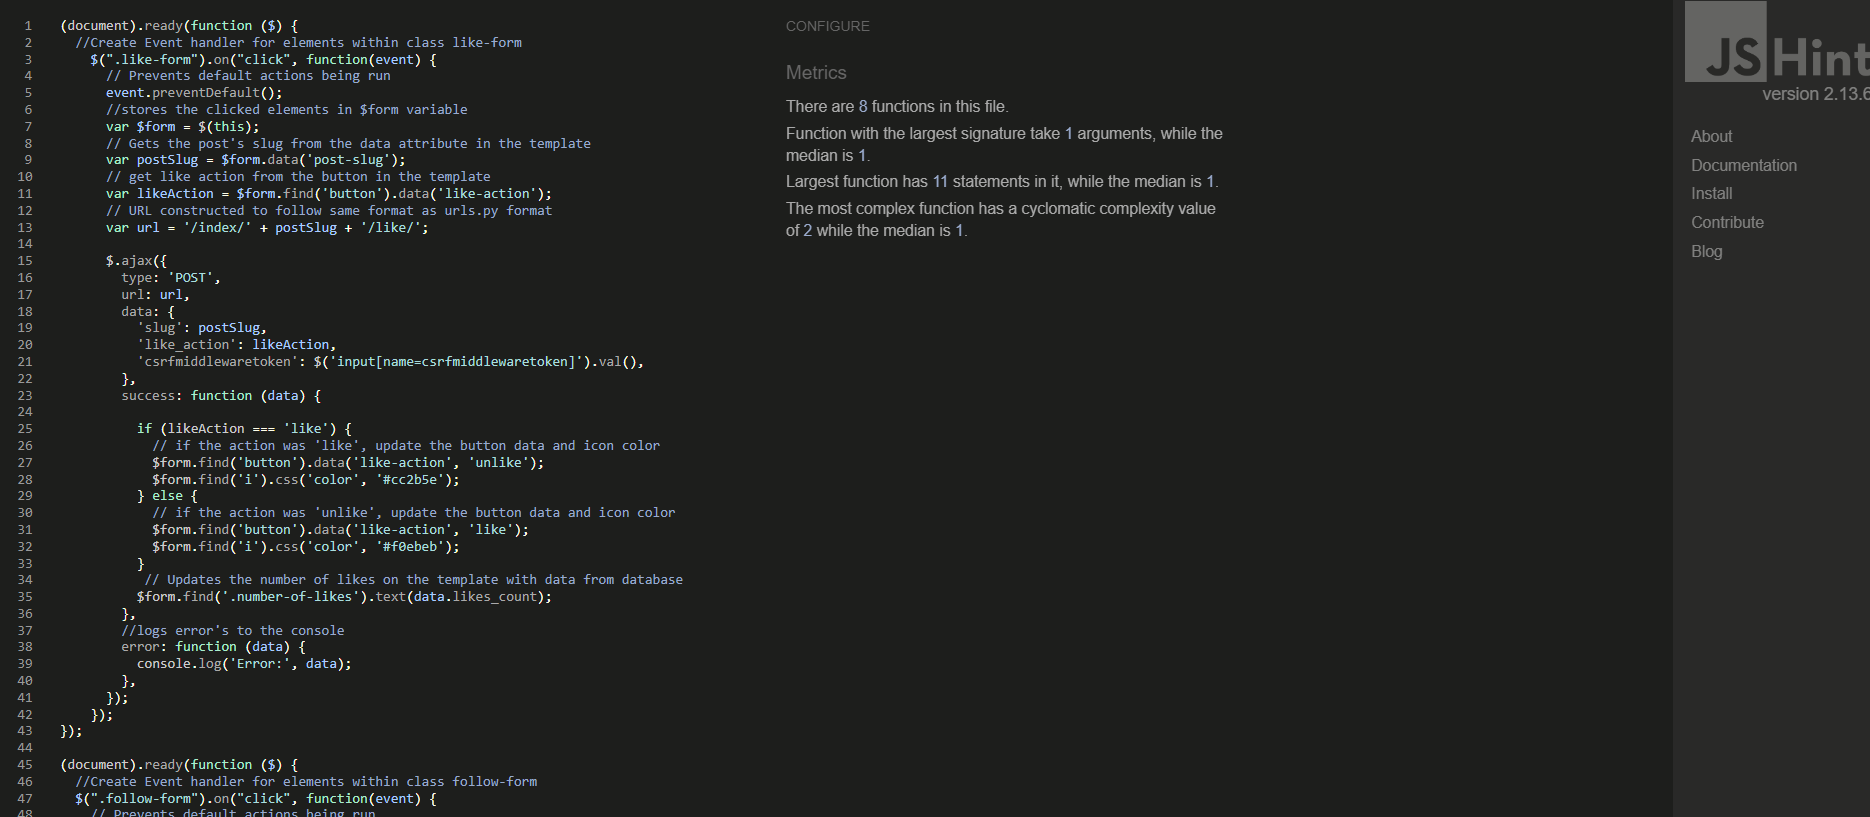 1 (document).ready(function ($) {
2 //Create Event handler for elements within class like-form
3 $(".like-form").on("click", function(event) {
4 // Prevents default actions being run
5 event.preventDefault();
6 //stores the clicked elements in $form variable
7 var $form = $(this);
8 // Gets the post's slug from the data attribute in the template
9 var postSlug = $form.data('post-slug');
10 // get like action from the button in the template
11 var likeAction = $form.find('button').data('like-action');
12 // URL constructed to follow same format as urls.py format
13 var url = '/index/' + postSlug + '/like/';
14
15 $.ajax({
16 type: 'POST',
17 url: url,
18 data: {
19 'slug': postSlug,
20 'like_action': likeAction,
21 'csrfmiddlewaretoken': $('input[name=csrfmiddlewaretoken]').val(),
22 },
23 success: function (data) {
24
25 if (likeAction === 'like') {
26 // if the action was 'like', update the button data and icon color
27 $form.find('button').data('like-action', 'unlike');
28 $form.find('i').css('color', '#cc2b5e');
29 } else {
30 // if the action was 'unlike', update the button data and icon color
31 $form.find('button').data('like-action', 'like');
32 $form.find('i').css('color', '#f0ebeb');
33 }
34 // Updates the number of likes on the template with data from database
35 $form.find('.number-of-likes').text(data.likes_count);
36 },
37 //logs error's to the console
38 error: function (data) {
39 console.log('Error:', data);
40 },
41 });
42 });
43 });
44
45 (document).ready(function ($) {
46 //Create Event handler for elements within class follow-form
47 $(".follow-form").on("click", function(event) {
48 // Prevents default actions being run
CONFIGURE
Metrics
There are 8 functions in this file.
Function with the largest signature take 1 arguments, while the
median is 1.
Largest function has 11 statements in it, while the median is 1.
The most complex function has a cyclomatic complexity value
of 2 while the median is 1.
JSHint
version 2.13.6
About
Documentation
Install
Contribute
Blog